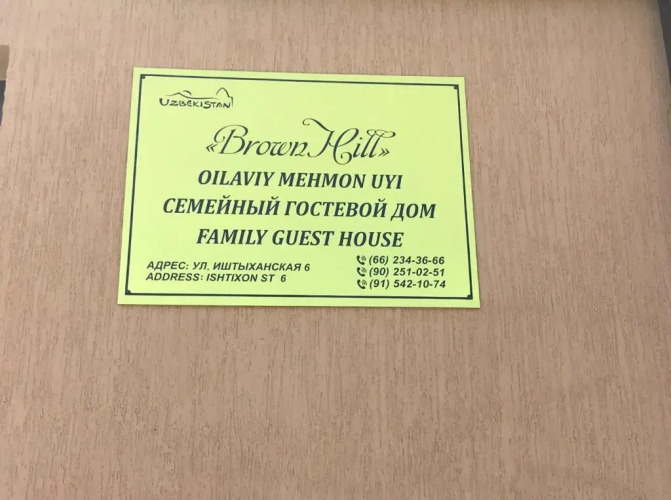 UZBEKISTAN
«Brown Hill»
OILAVIY MEHMON UYI
СЕМЕЙНЫЙ ГОСТЕВОЙ ДОМ
FAMILY GUEST HOUSE
АДРЕС: УЛ. ИШТЫХАНСКАЯ 6
ADDRESS: ISHTIXON ST 6
(66) 234-36-66
(90) 251-02-51
(91) 542-10-74